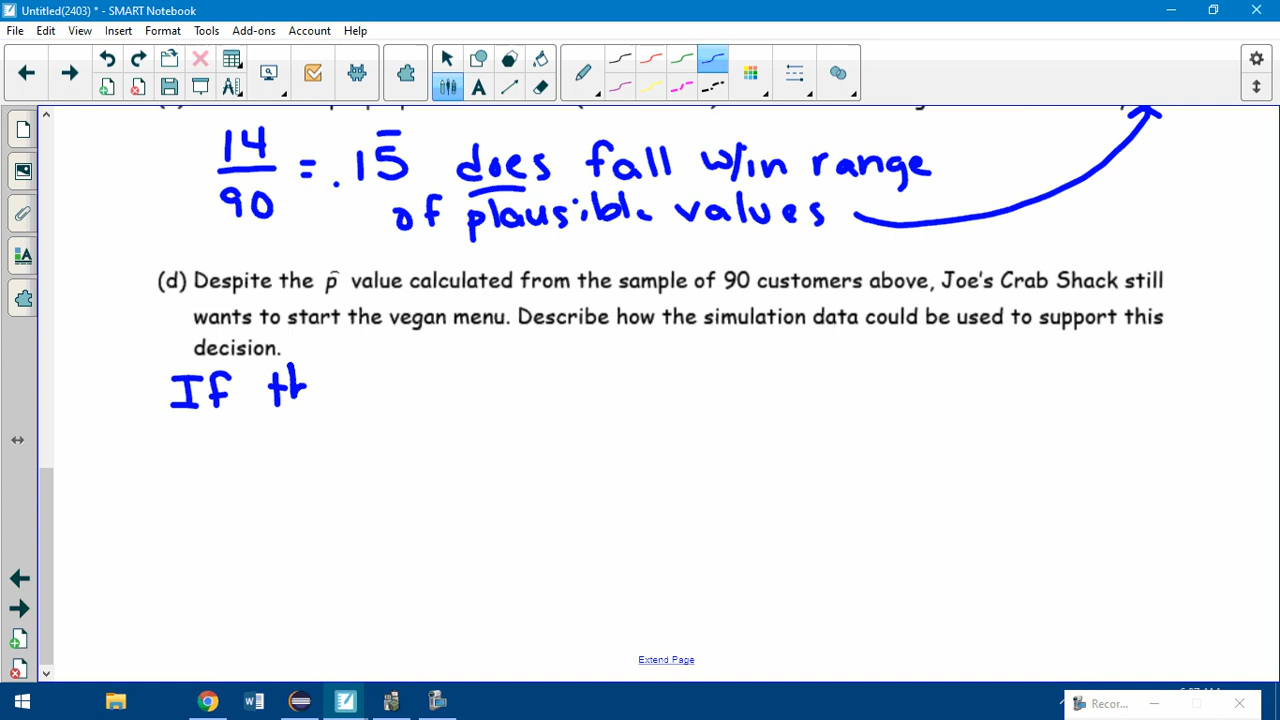 Untitled(2403) * - SMART Notebook
File Edit View Insert Format Tools Add-ons Account Help
14/90 = .15̅ does fall w/in range
of plausible values
(d) Despite the p̂ value calculated from the sample of 90 customers above, Joe's Crab Shack still
wants to start the vegan menu. Describe how the simulation data could be used to support this
decision.
If th
Extend Page
Recor...